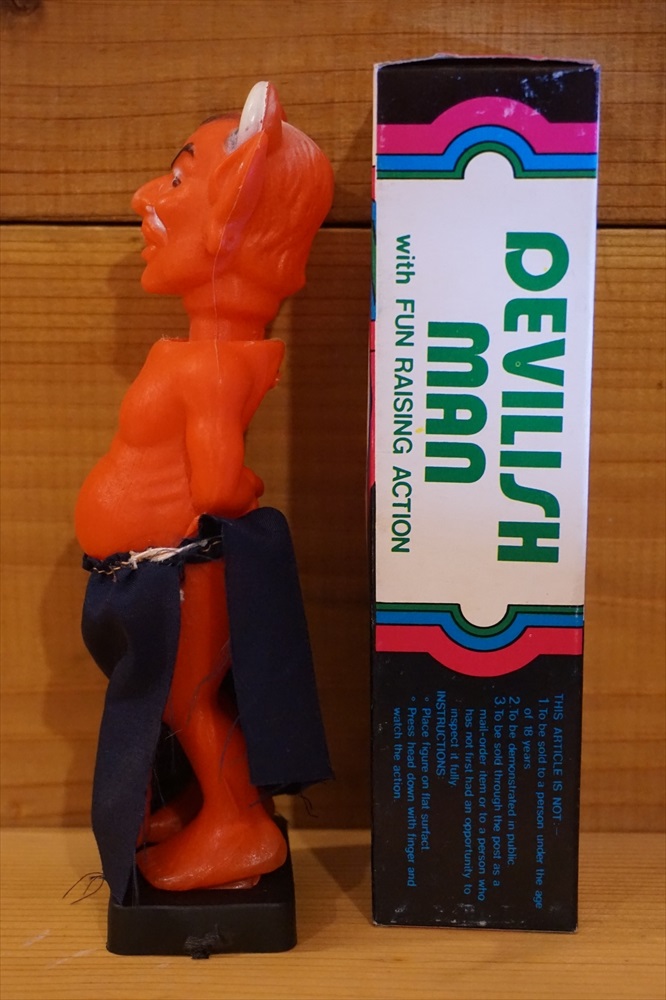 DEVILISH
MAN
with FUN RAISING ACTION
THIS ARTICLE IS NOT:—
1 To be sold to a person under the age
of 18 years
2 To be demonstrated in public
3 To be sold through the post as a
mail-order item or to a person who
has not first had an opportunity to
inspect it fully
INSTRUCTIONS:
* Place figure on flat surfact.
* Press head down with finger and
watch the action.